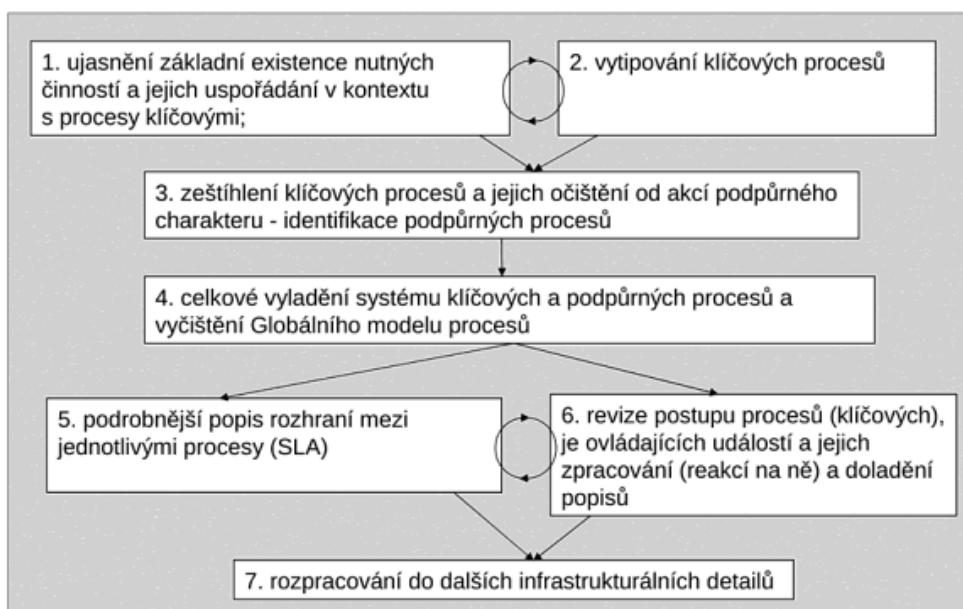 1. ujasnění základní existence nutných
činností a jejich uspořádání v kontextu
s procesy klíčovými;
2. vytipování klíčových procesů
3. zeštíhlení klíčových procesů a jejich očištění od akcí podpůrného
charakteru - identifikace podpůrných procesů
4. celkové vyladění systému klíčových a podpůrných procesů a
vyčištění Globálního modelu procesů
5. podrobnější popis rozhraní mezi
jednotlivými procesy (SLA)
6. revize postupu procesů (klíčových),
je ovládajících událostí a jejich
zpracování (reakcí na ně) a doladění
popisů
7. rozpracování do dalších infrastrukturálních detailů